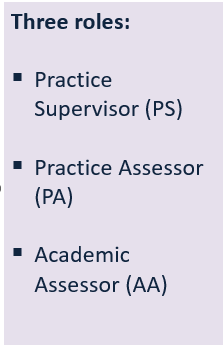 Three roles:
▪ Practice
Supervisor (PS)
▪ Practice Assessor
(PA)
▪ Academic
Assessor (AA)